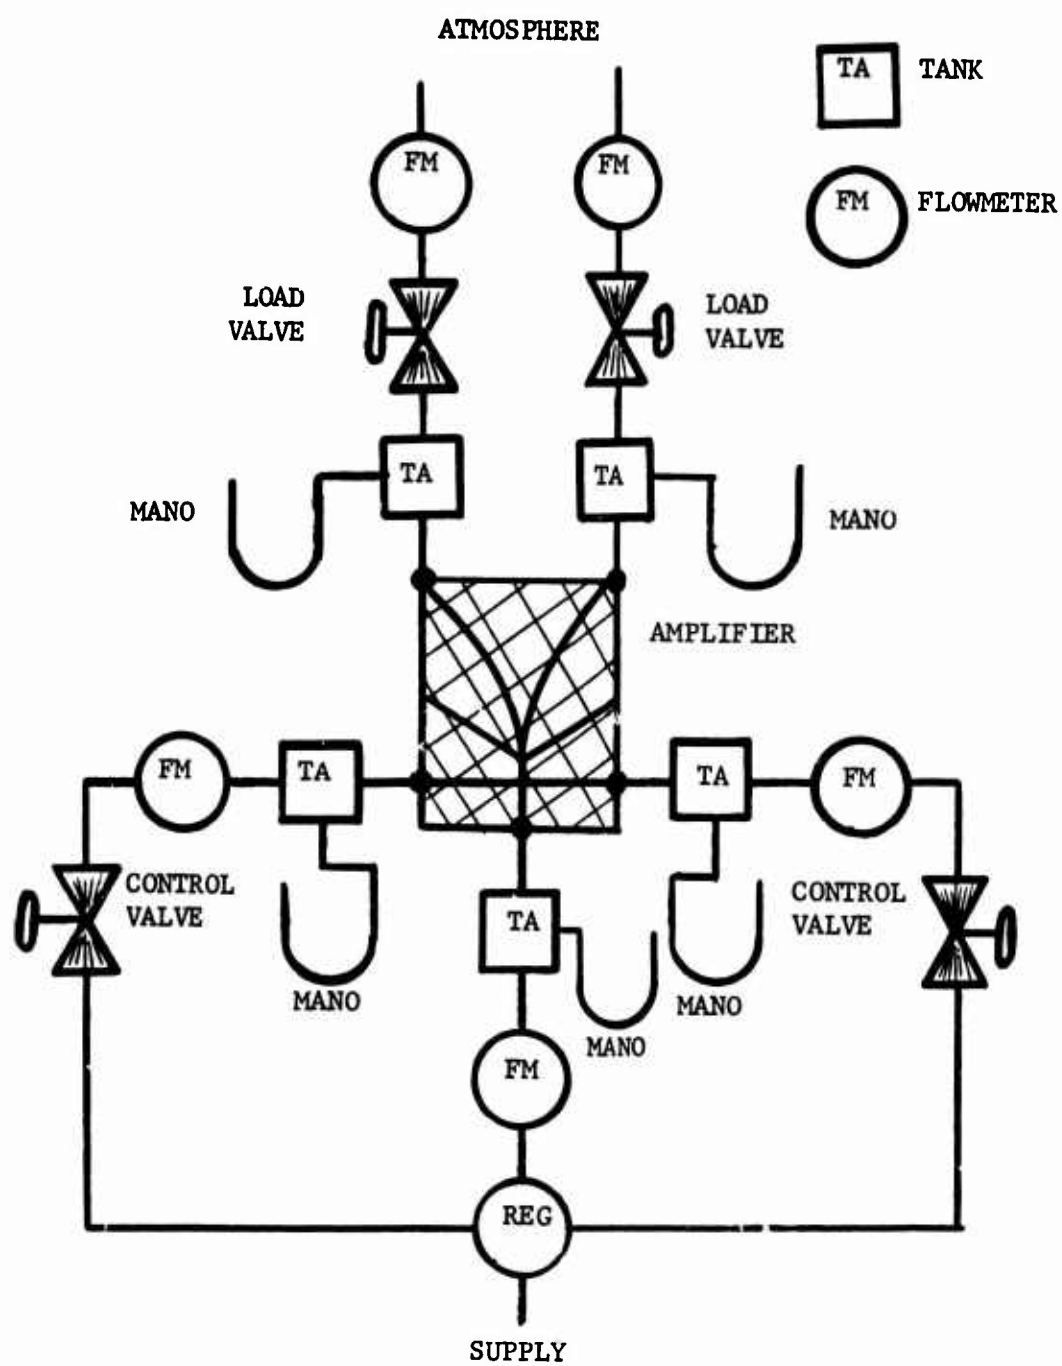 ATMOSPHERE
TA TANK
FM FM
FM FLOWMETER
LOAD
VALVE
LOAD
VALVE
TA TA
MANO MANO
AMPLIFIER
FM TA TA FM
CONTROL
VALVE
CONTROL
VALVE
TA
MANO MANO
MANO
FM
REG
SUPPLY